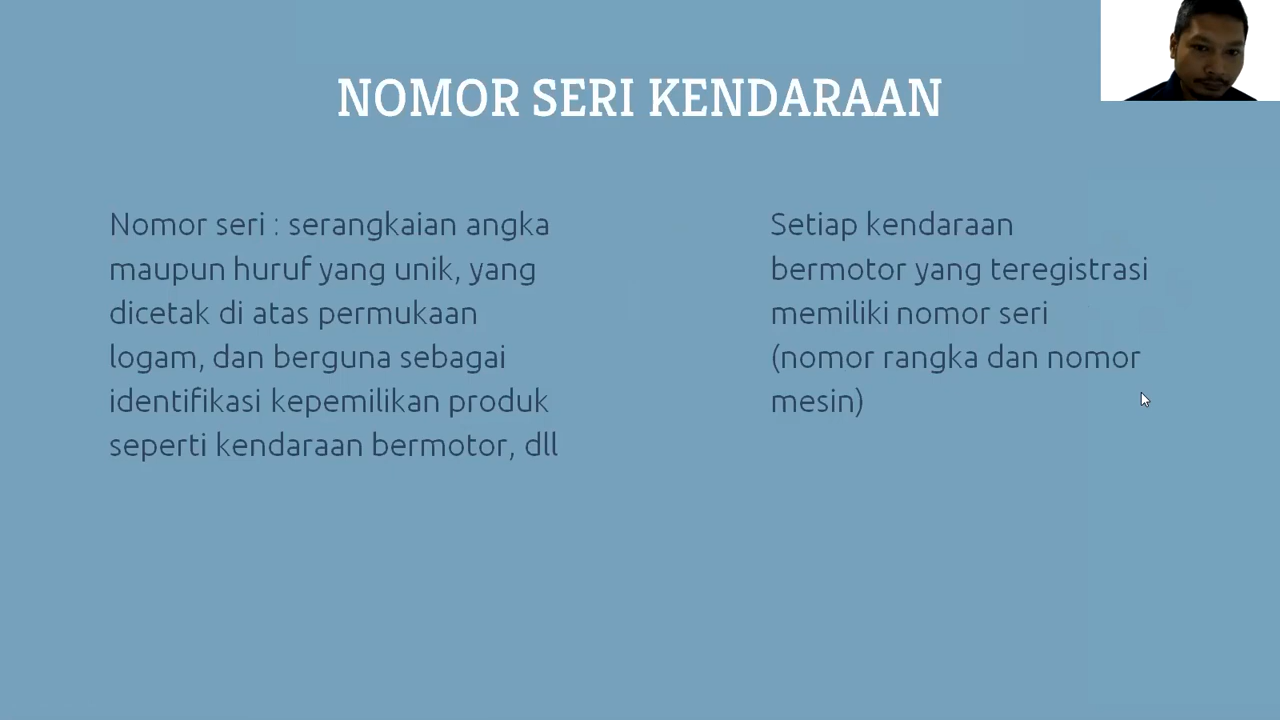 NOMOR SERI KENDARAAN
Nomor seri : serangkaian angka
maupun huruf yang unik, yang
dicetak di atas permukaan
logam, dan berguna sebagai
identifikasi kepemilikan produk
seperti kendaraan bermotor, dll
Setiap kendaraan
bermotor yang teregistrasi
memiliki nomor seri
(nomor rangka dan nomor
mesin)